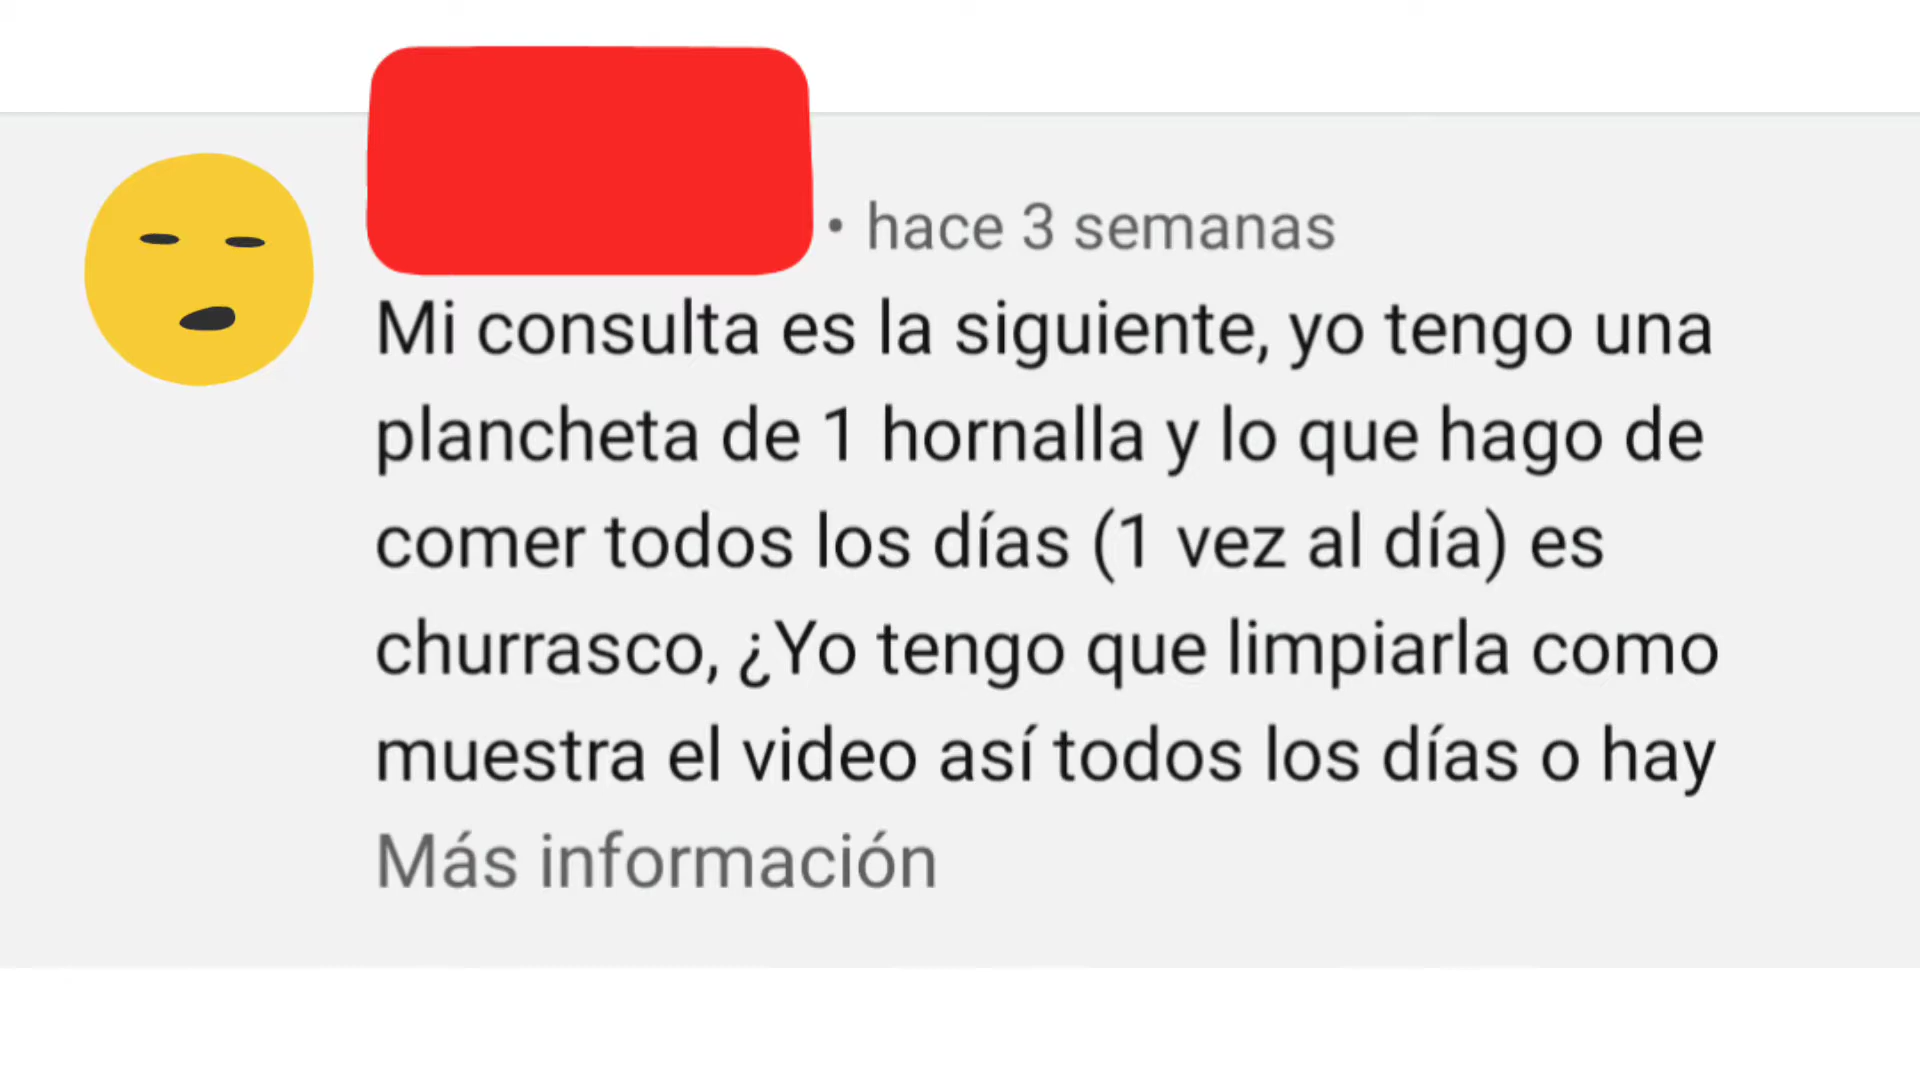 • hace 3 semanas
Mi consulta es la siguiente, yo tengo una
plancheta de 1 hornalla y lo que hago de
comer todos los días (1 vez al día) es
churrasco, ¿Yo tengo que limpiarla como
muestra el video así todos los días o hay
Más información